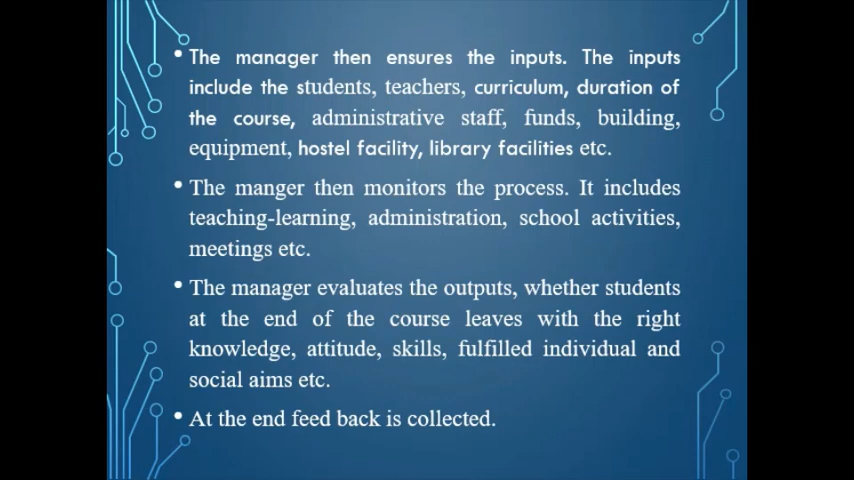 • The manager then ensures the inputs. The inputs
include the students, teachers, curriculum, duration of
the course, administrative staff, funds, building,
equipment, hostel facility, library facilities etc.
• The manger then monitors the process. It includes
teaching-learning, administration, school activities,
meetings etc.
• The manager evaluates the outputs, whether students
at the end of the course leaves with the right
knowledge, attitude, skills, fulfilled individual and
social aims etc.
• At the end feed back is collected.